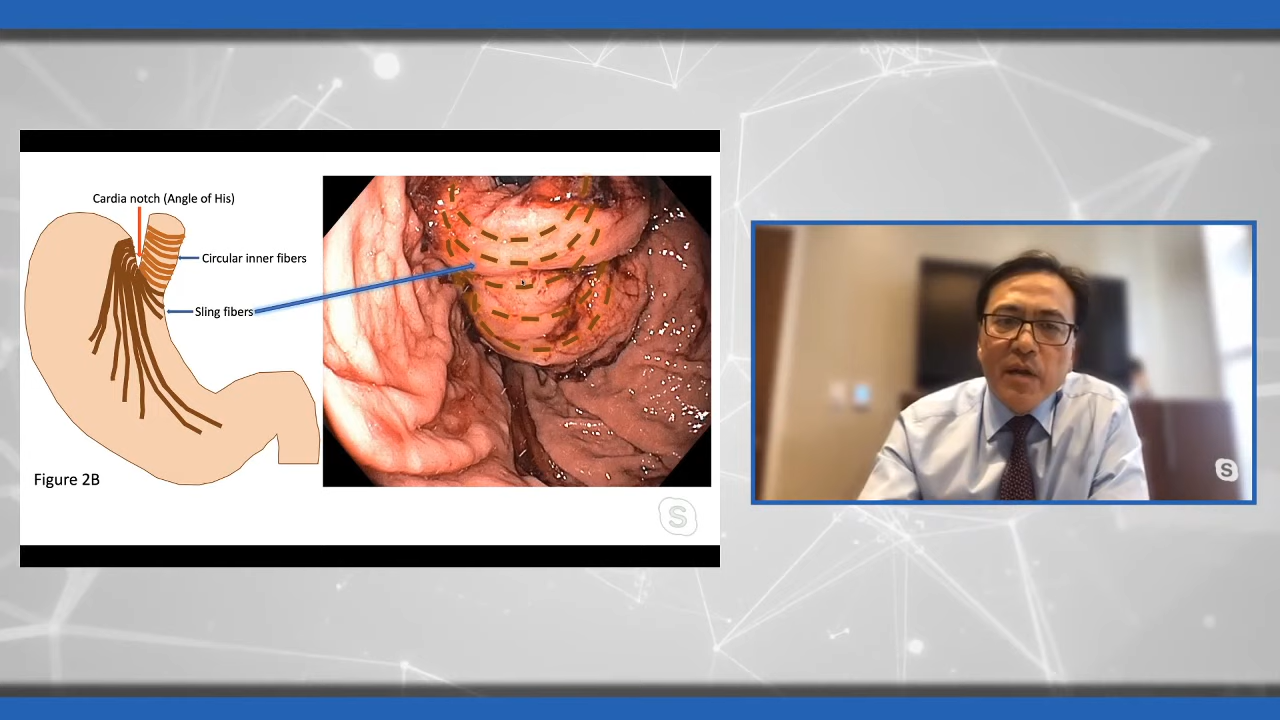 Cardia notch (Angle of His)
Circular inner fibers
Sling fibers
Figure 2B
S
S